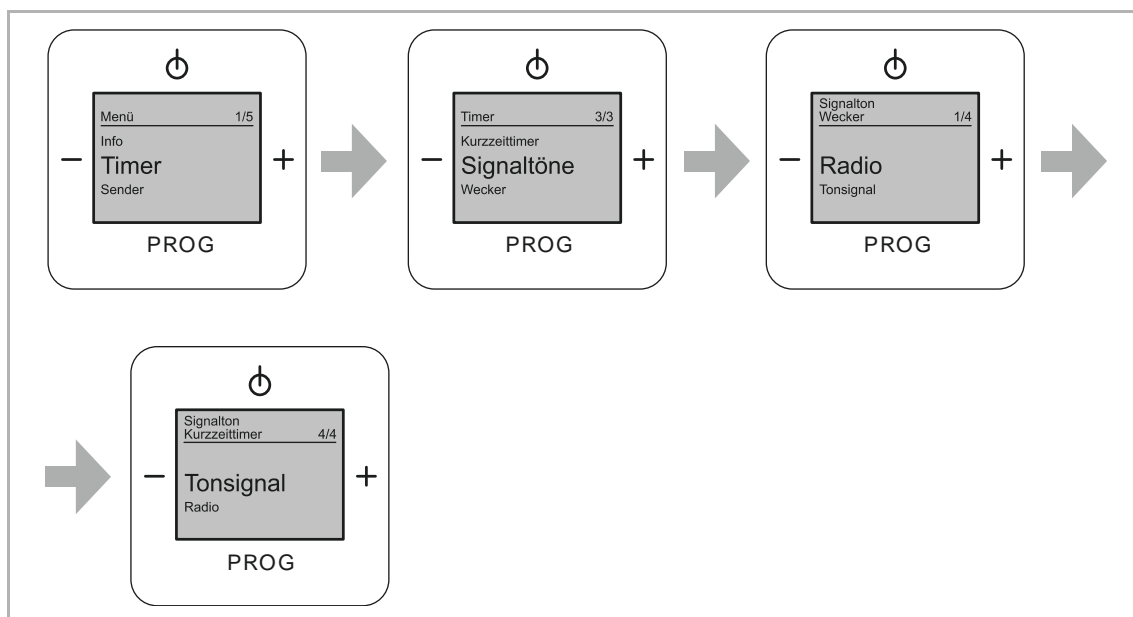 Menü 1/5
Info
Timer
Sender
PROG
Timer 3/3
Kurzzeittimer
Signaltöne
Wecker
PROG
Signalton
Wecker 1/4
Radio
Tonsignal
PROG
Signalton
Kurzzeittimer 4/4
Tonsignal
Radio
PROG